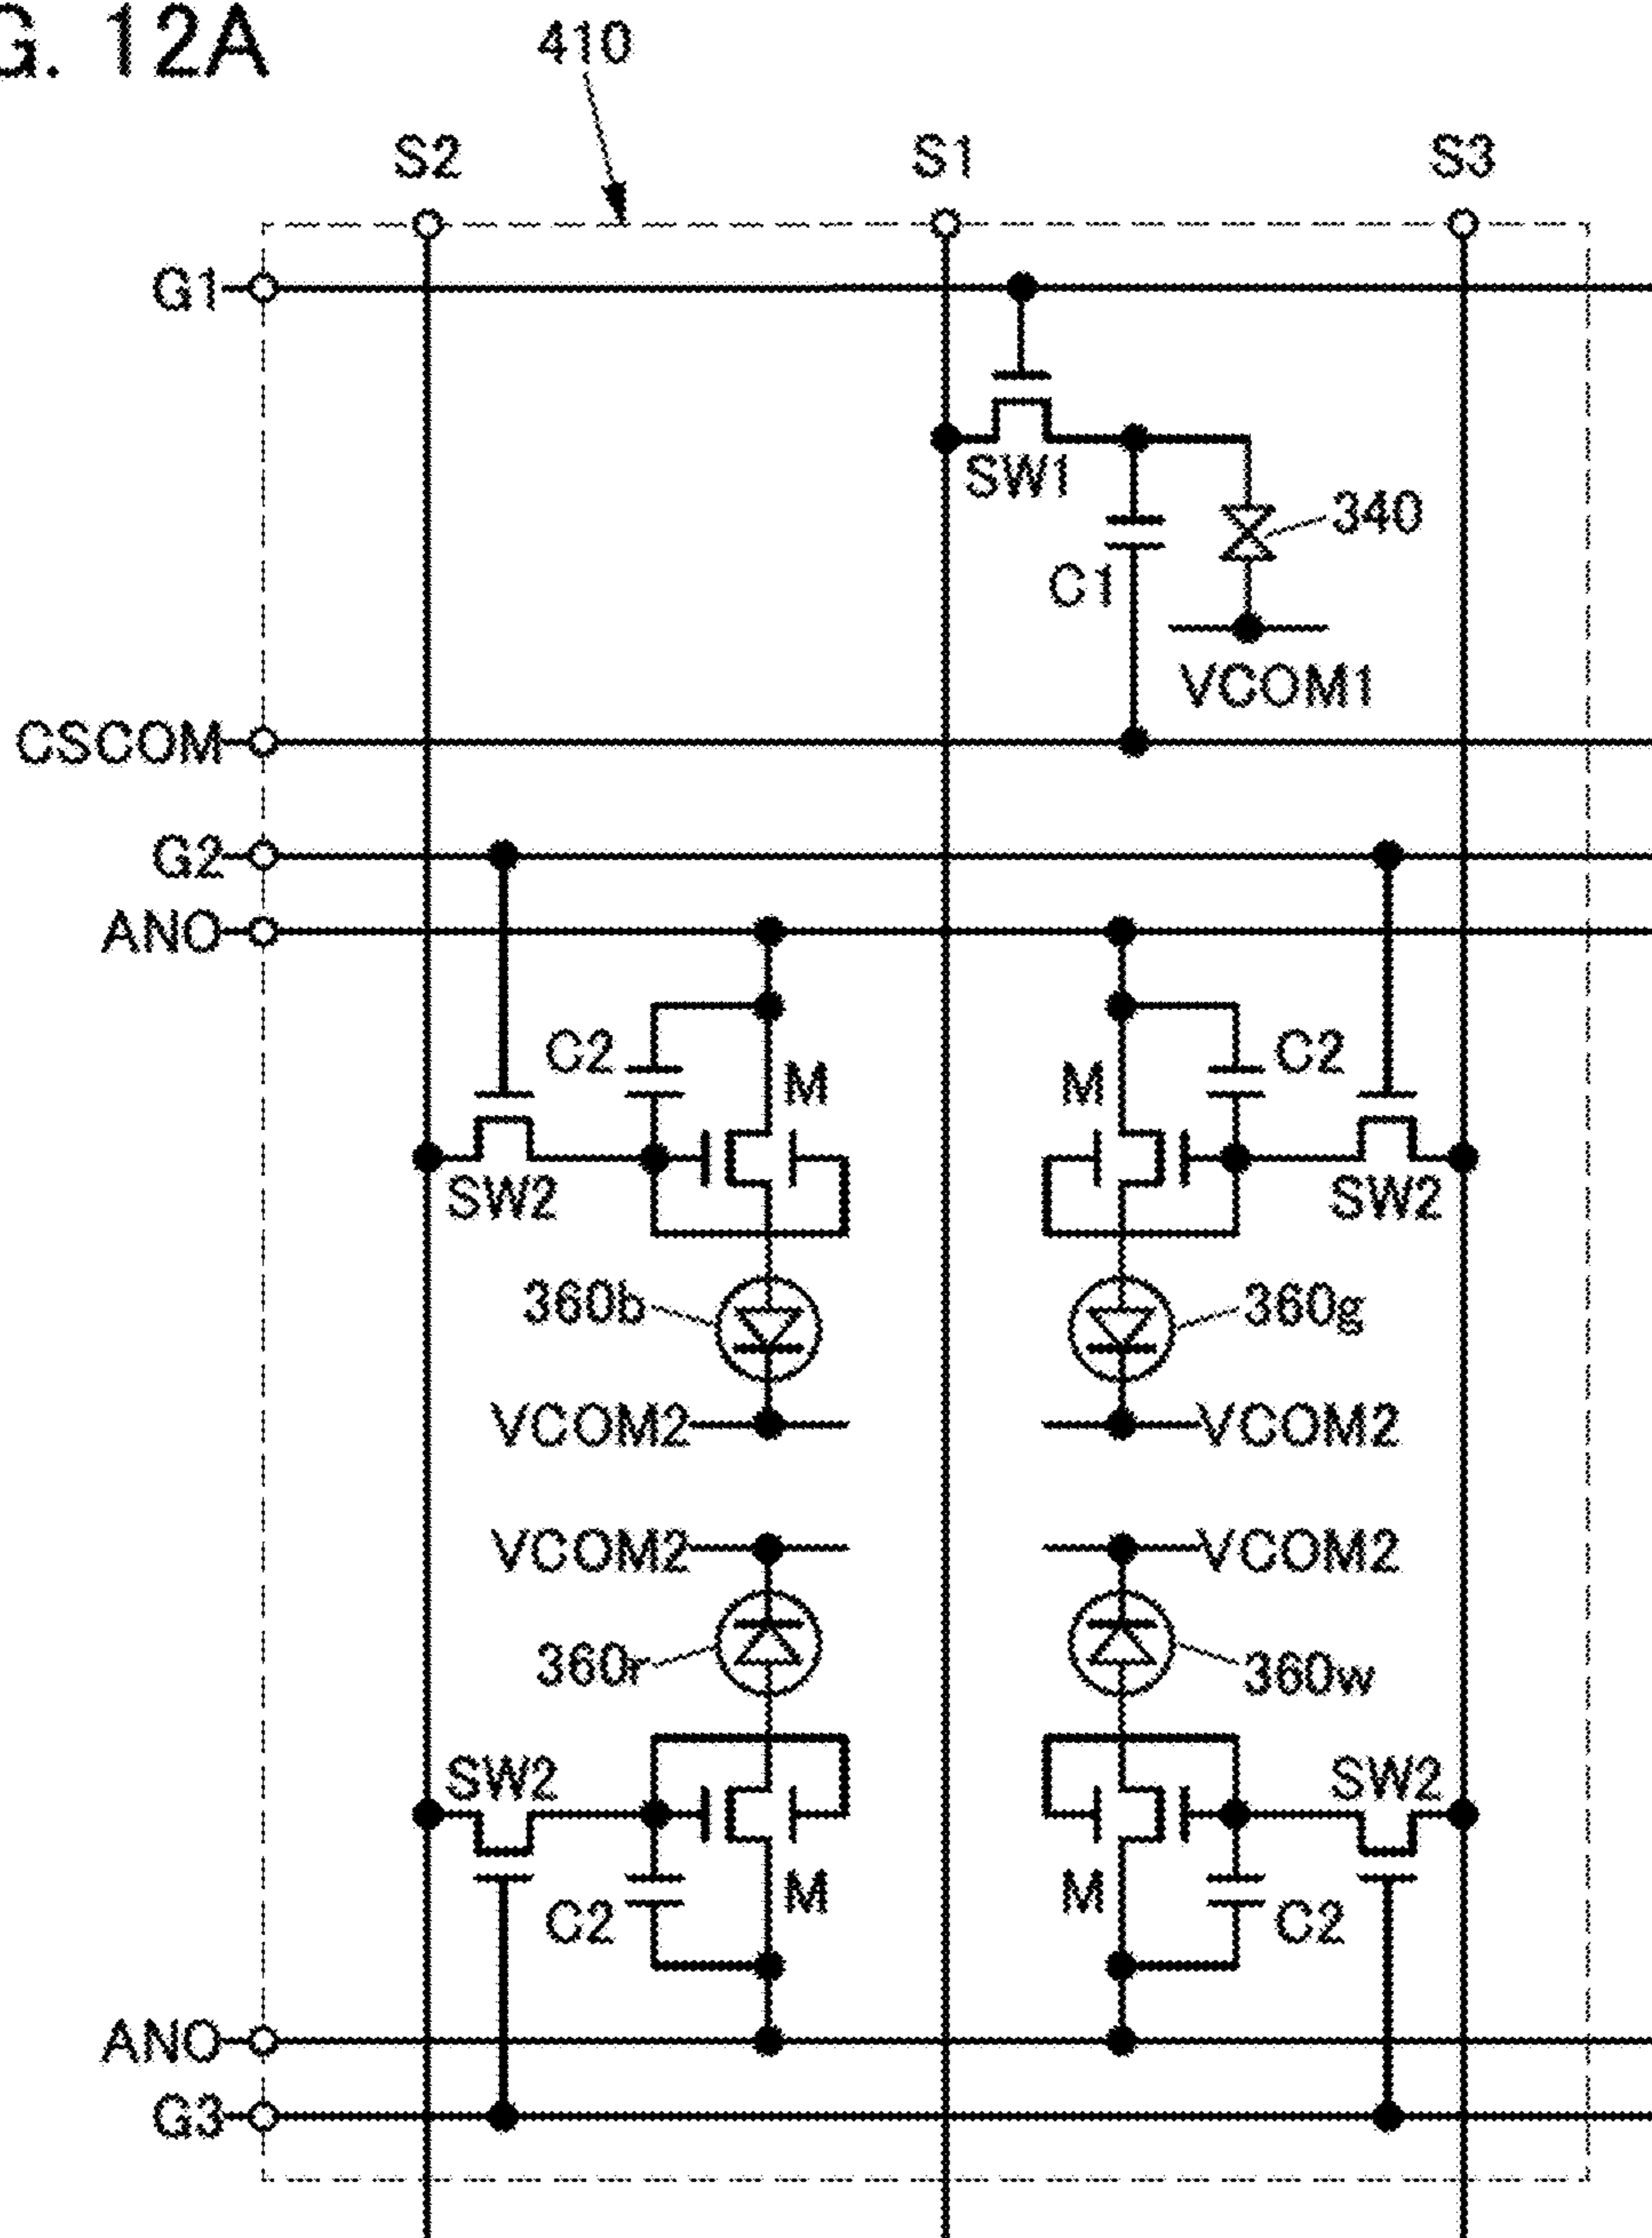 G. 12A
410
S2 S1 S3
G1
SW1
340
C1
VCOM1
CSCOM
G2
ANO
C2 M M C2
SW2 SW2
360b 360g
VCOM2 VCOM2
VCOM2 VCOM2
360r 360w
SW2 SW2
C2 M M C2
ANO
G3